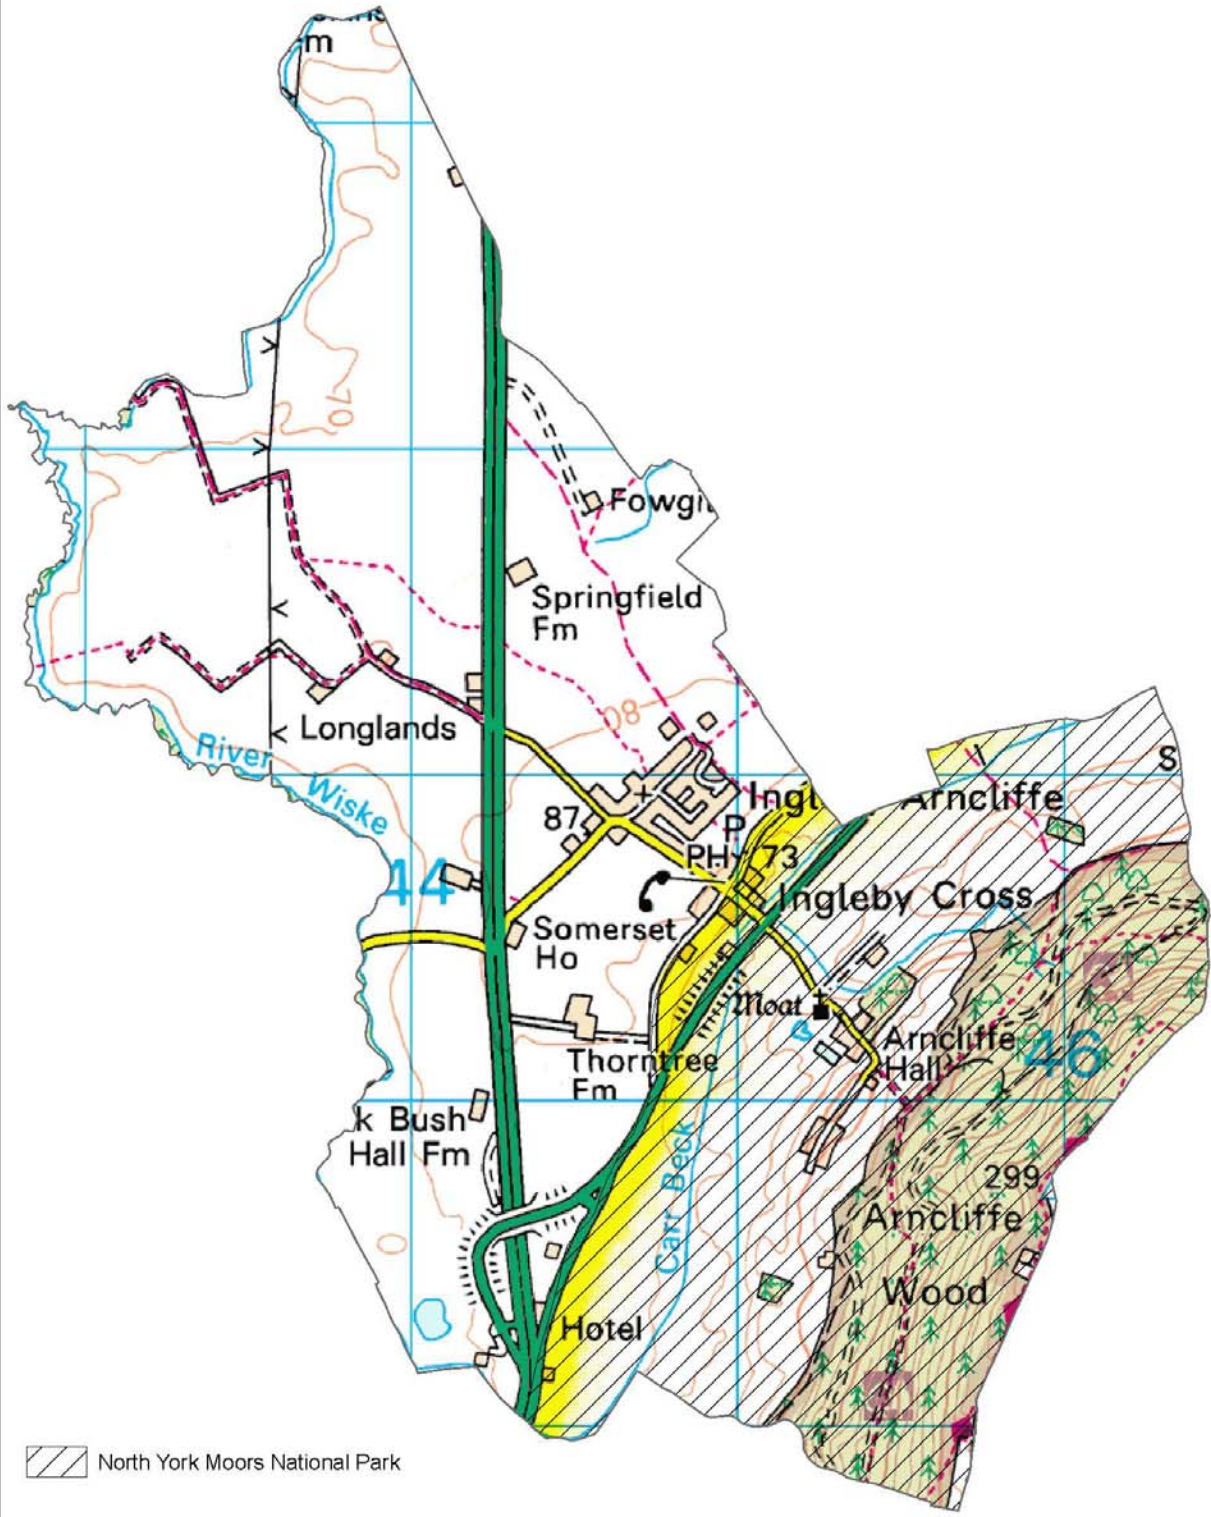 m
70
Fowgi
Springfield
Fm
80
Longlands
River
Wiske
87
Ingl
P
PH
73
Arncliffe
S
44
Ingleby Cross
Somerset
Ho
Moat
Arncliffe
Hall
46
Thorntree
Fm
k Bush
Hall Fm
Carr Beck
299
Arncliffe
Wood
Hotel
North York Moors National Park